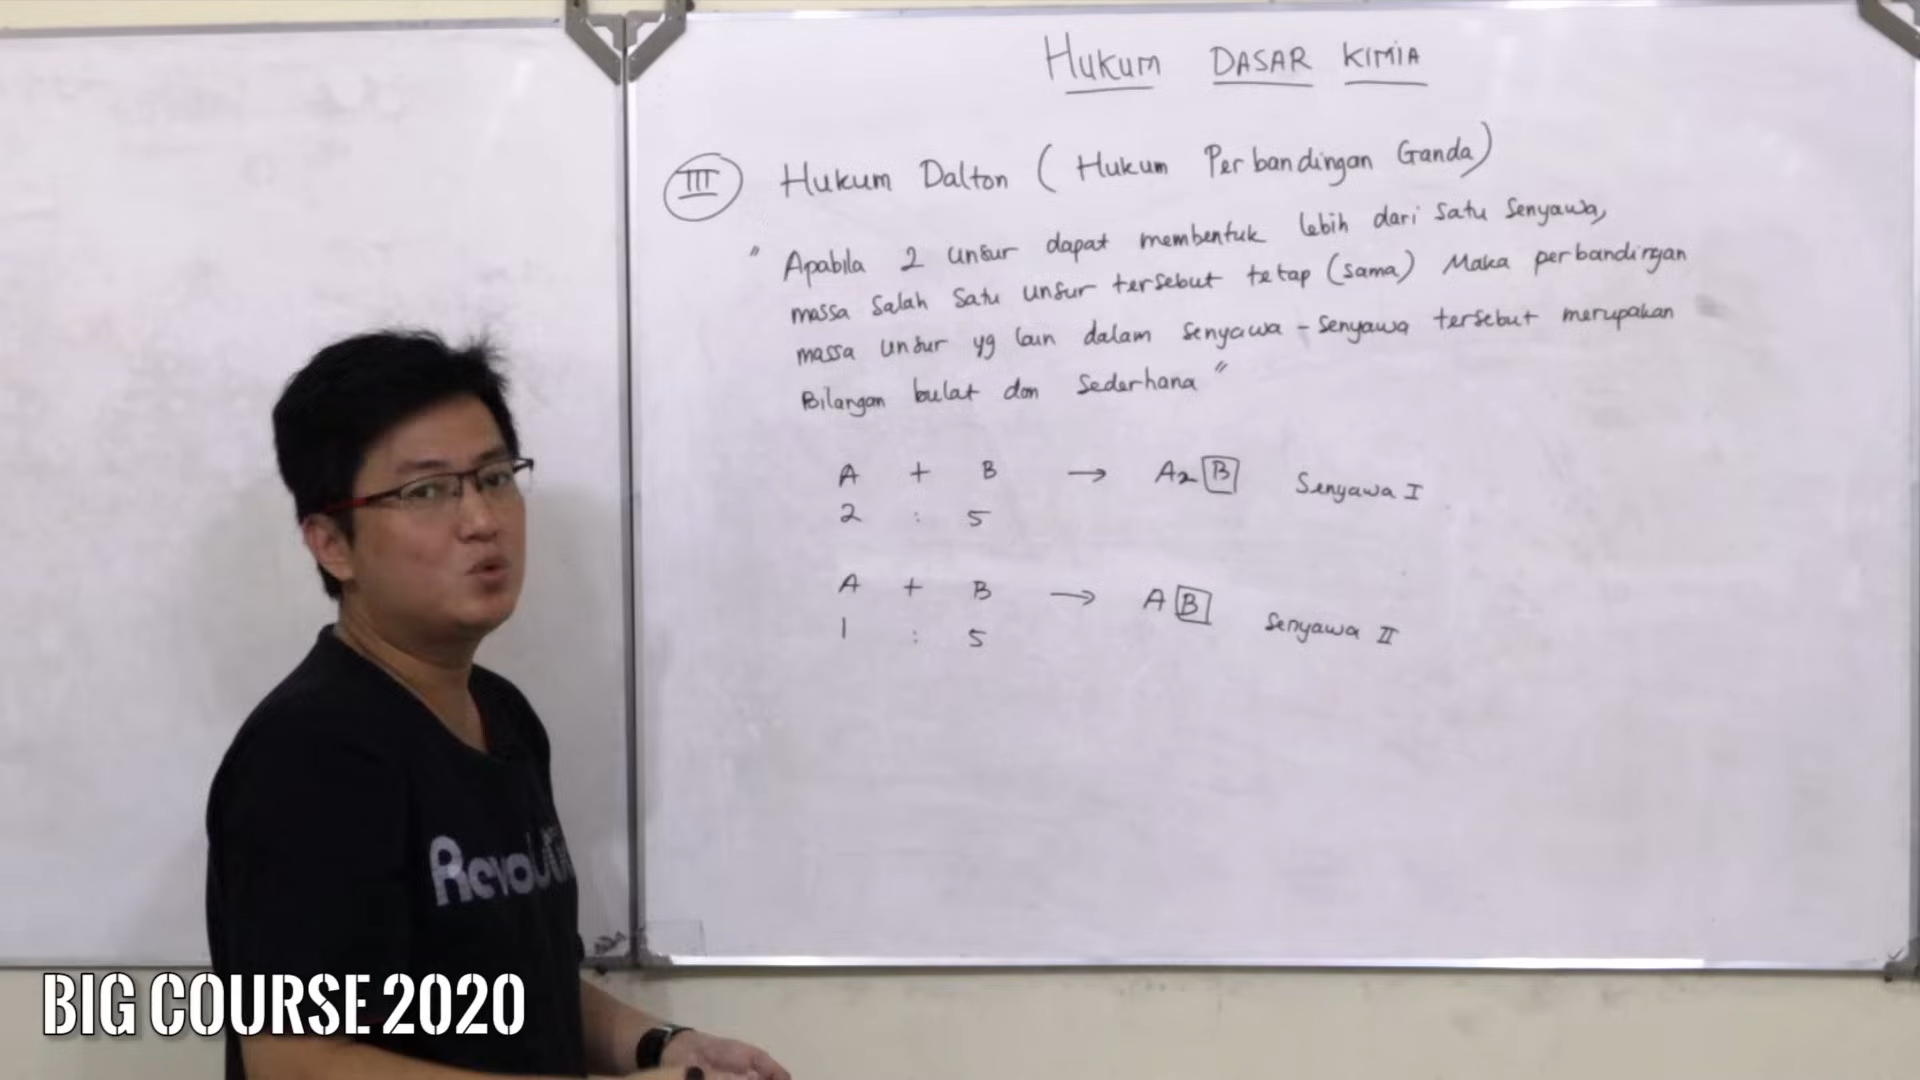 HUKUM DASAR KIMIA
III Hukum Dalton ( Hukum Perbandingan Ganda)
" Apabila 2 unsur dapat membentuk lebih dari satu senyawa,
massa salah satu unsur tersebut tetap (sama) Maka perbandingan
massa unsur yg lain dalam senyawa - senyawa tersebut merupakan
Bilangan bulat dan Sederhana "
A + B → A2 B Senyawa I
2 : 5
A + B → A B Senyawa II
1 : 5
BIG COURSE 2020